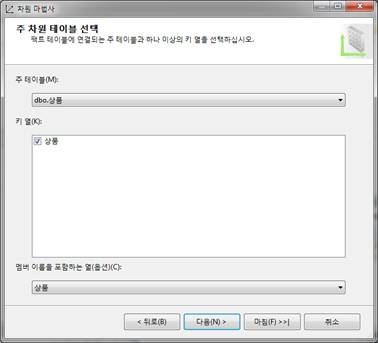 차원 마법사
주 차원 테이블 선택
팩트 테이블에 연결되는 주 테이블과 하나 이상의 키 열을 선택하십시오.
주 테이블(M):
dbo.상품
키 열(K):
상품
멤버 이름을 포함하는 열(옵션)(C):
상품
< 뒤로(B)
다음(N) >
마침(F) >>|
취소